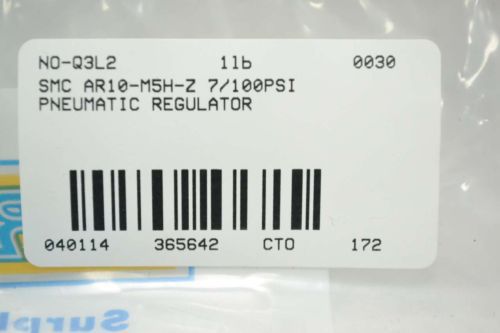 NO-Q3L2 1lb 0030
SMC AR10-M5H-Z 7/100PSI
PNEUMATIC REGULATOR
040114 365642 CTO 172